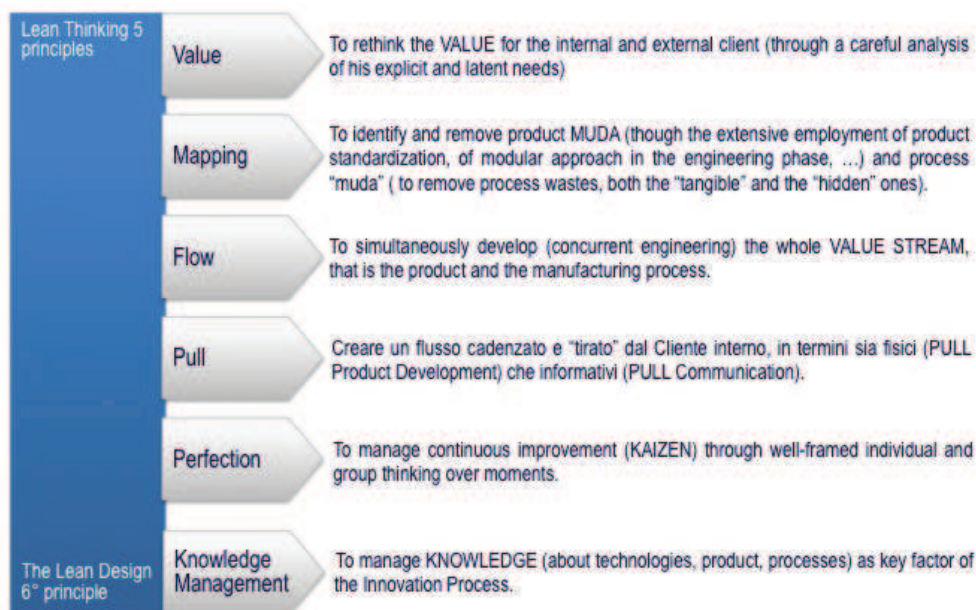 Lean Thinking 5
principles
Value
To rethink the VALUE for the internal and external client (through a careful analysis
of his explicit and latent needs)
Mapping
To identify and remove product MUDA (though the extensive employment of product
standardization, of modular approach in the engineering phase, ...) and process
“muda” ( to remove process wastes, both the “tangible” and the “hidden” ones).
Flow
To simultaneously develop (concurrent engineering) the whole VALUE STREAM,
that is the product and the manufacturing process.
Pull
Creare un flusso cadenzato e “tirato” dal Cliente interno, in termini sia fisici (PULL
Product Development) che informativi (PULL Communication).
Perfection
To manage continuous improvement (KAIZEN) through well-framed individual and
group thinking over moments.
The Lean Design
6° principle
Knowledge
Management
To manage KNOWLEDGE (about technologies, product, processes) as key factor of
the Innovation Process.